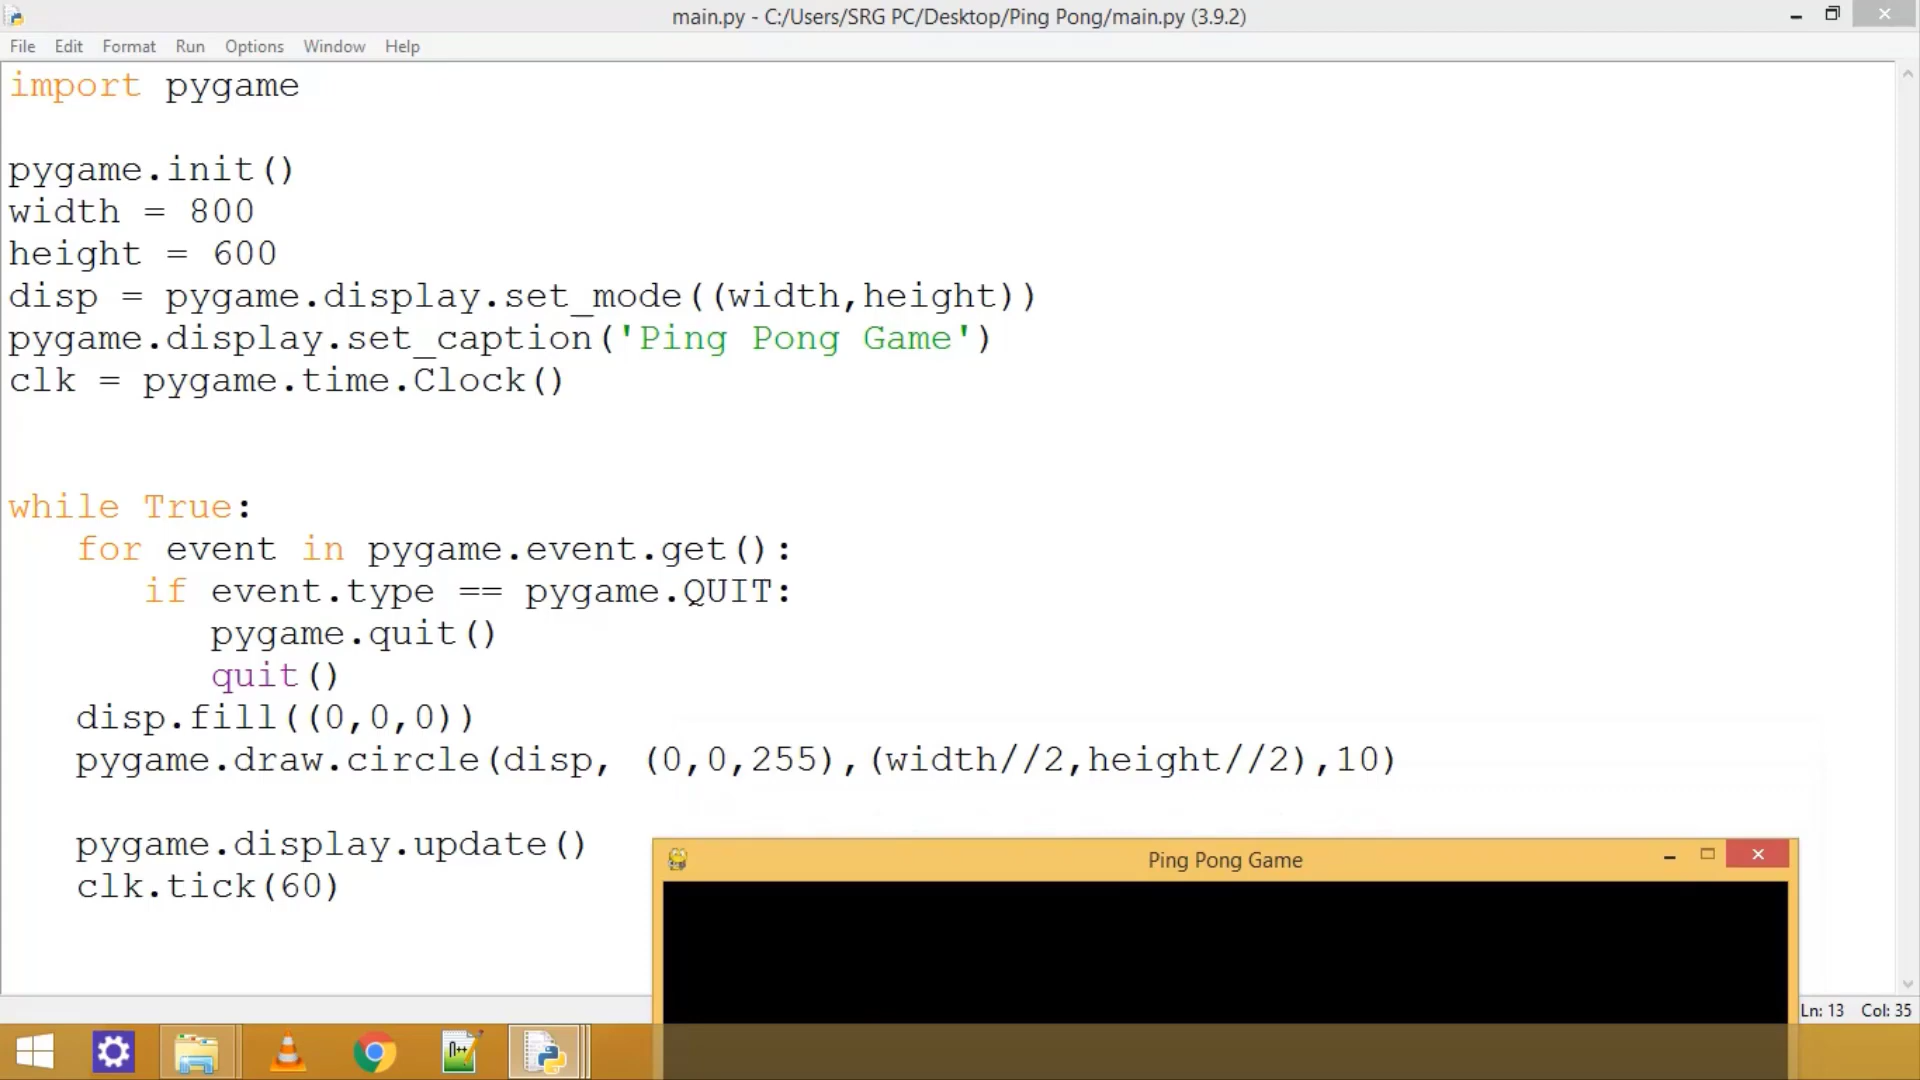 main.py - C:/Users/SRG PC/Desktop/Ping Pong/main.py (3.9.2)
File Edit Format Run Options Window Help
import pygame
pygame.init()
width = 800
height = 600
disp = pygame.display.set_mode((width,height))
pygame.display.set_caption('Ping Pong Game')
clk = pygame.time.Clock()
while True:
   for event in pygame.event.get():
      if event.type == pygame.QUIT:
         pygame.quit()
         quit()
   disp.fill((0,0,0))
   pygame.draw.circle(disp, (0,0,255),(width//2,height//2),10)
   pygame.display.update()
   clk.tick(60)
Ping Pong Game
Ln: 13 Col: 35